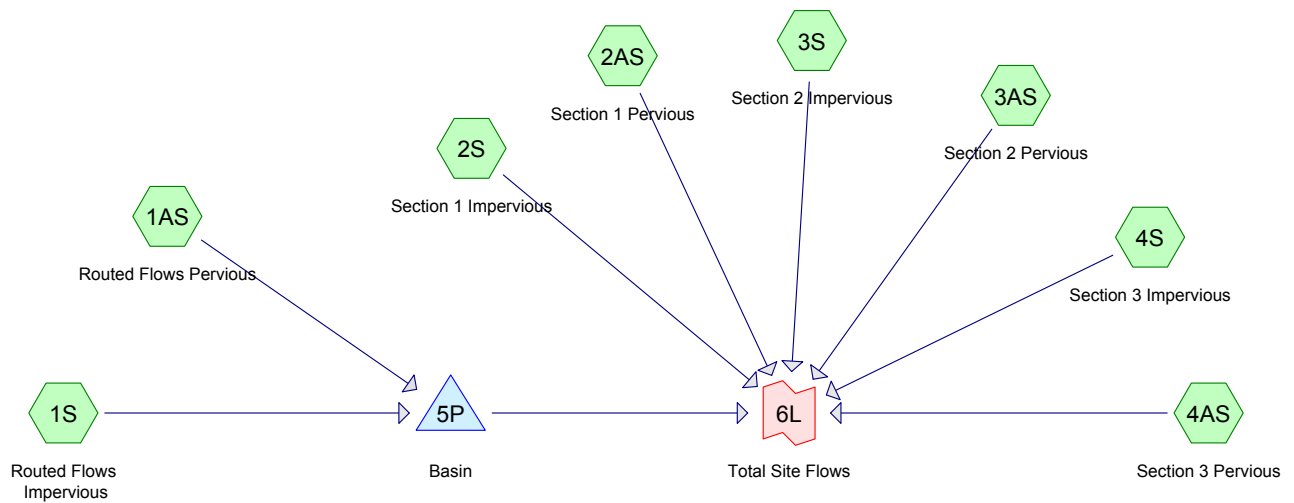 3S
Section 2 Impervious
2AS
Section 1 Pervious
3AS
Section 2 Pervious
2S
Section 1 Impervious
1AS
Routed Flows Pervious
4S
Section 3 Impervious
1S
Routed Flows
Impervious
5P
Basin
6L
Total Site Flows
4AS
Section 3 Pervious